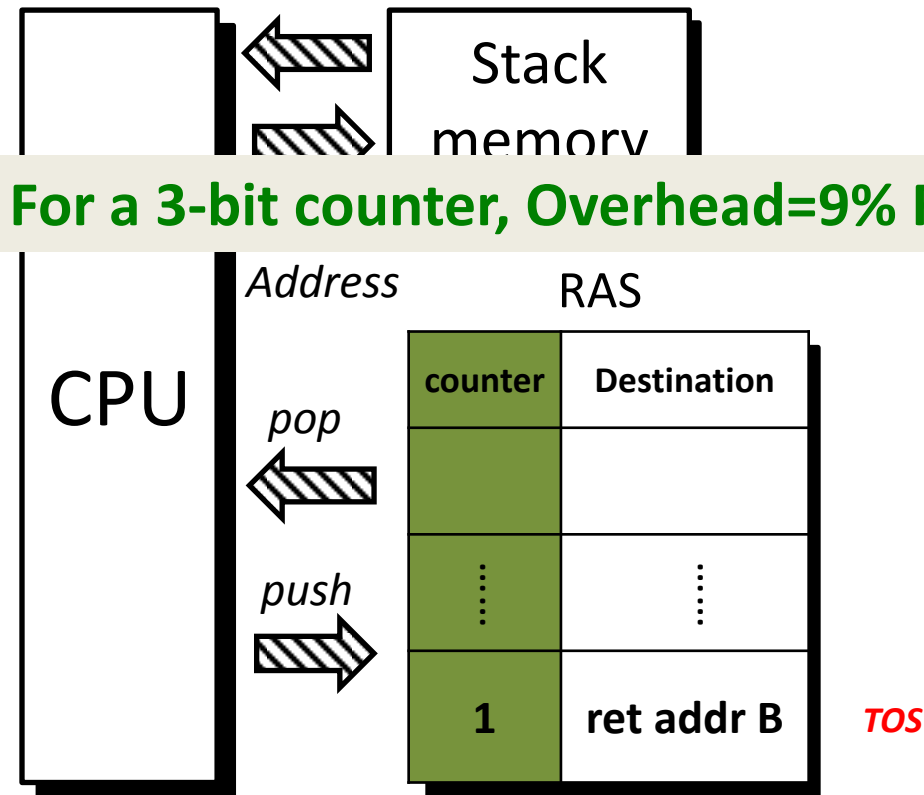 Stack
memory
For a 3-bit counter, Overhead=9%
Address
RAS
CPU
counter Destination
pop
......
......
push
1 ret addr B
TOS